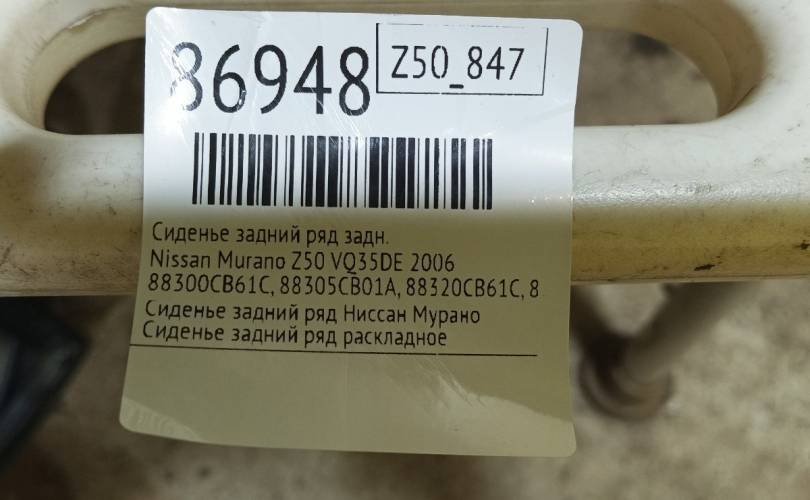 86948
Z50_847
Сиденье задний ряд задн.
Nissan Murano Z50 VQ35DE 2006
88300CB61C, 88305CB01A, 88320CB61C, 8
Сиденье задний ряд Ниссан Мурано
Сиденье задний ряд раскладное